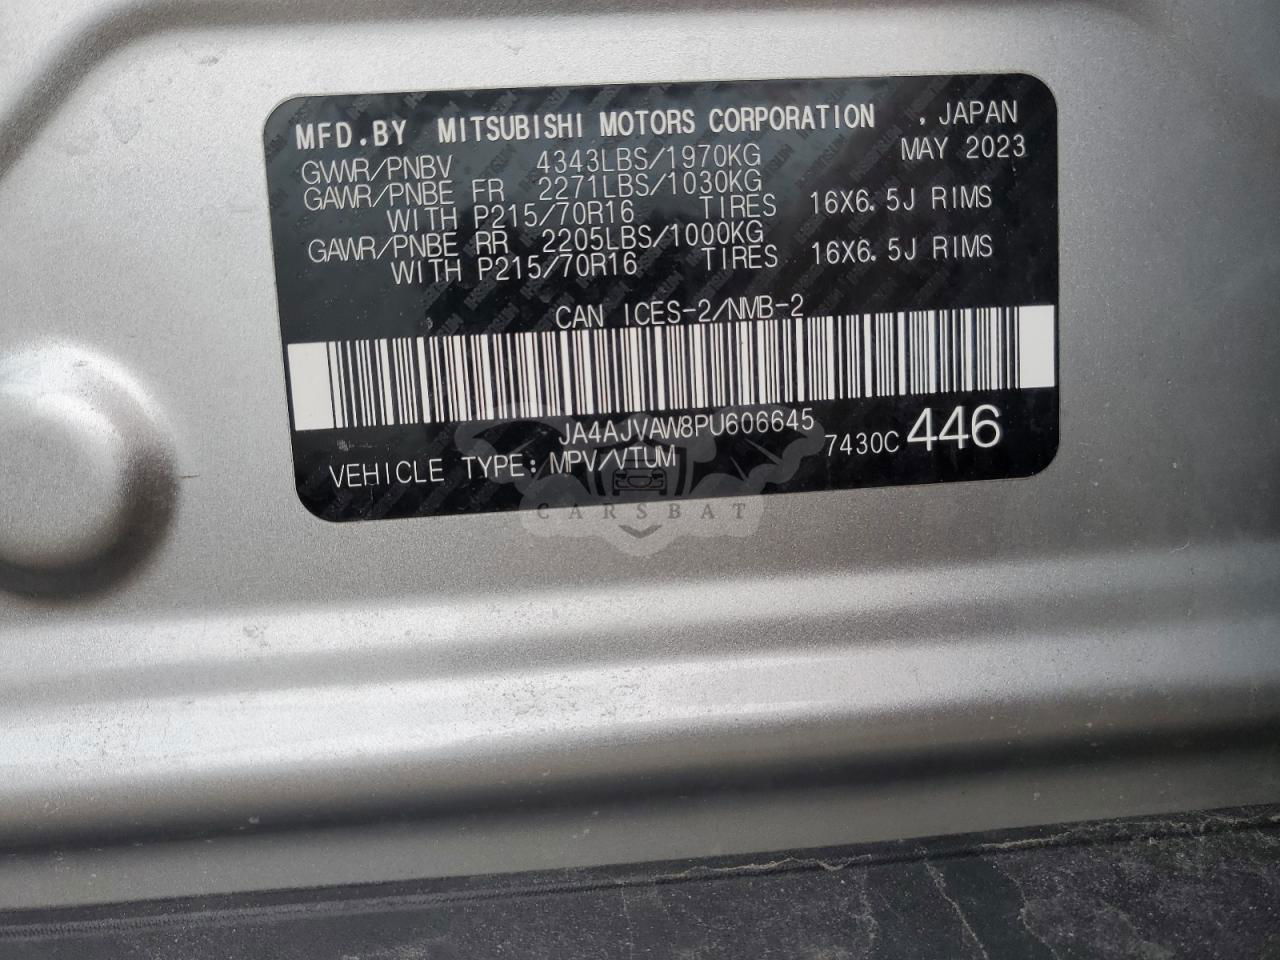 MFD.BY MITSUBISHI MOTORS CORPORATION , JAPAN
GVWR/PNBV 4343LBS/1970KG MAY 2023
GAWR/PNBE FR 2271LBS/1030KG
WITH P215/70R16 TIRES 16X6.5J RIMS
GAWR/PNBE RR 2205LBS/1000KG
WITH P215/70R16 TIRES 16X6.5J RIMS
CAN ICES-2/NMB-2
JA4AJVAW8PU606645
VEHICLE TYPE: MPV/VTUM 7430C 446
CARSBAT